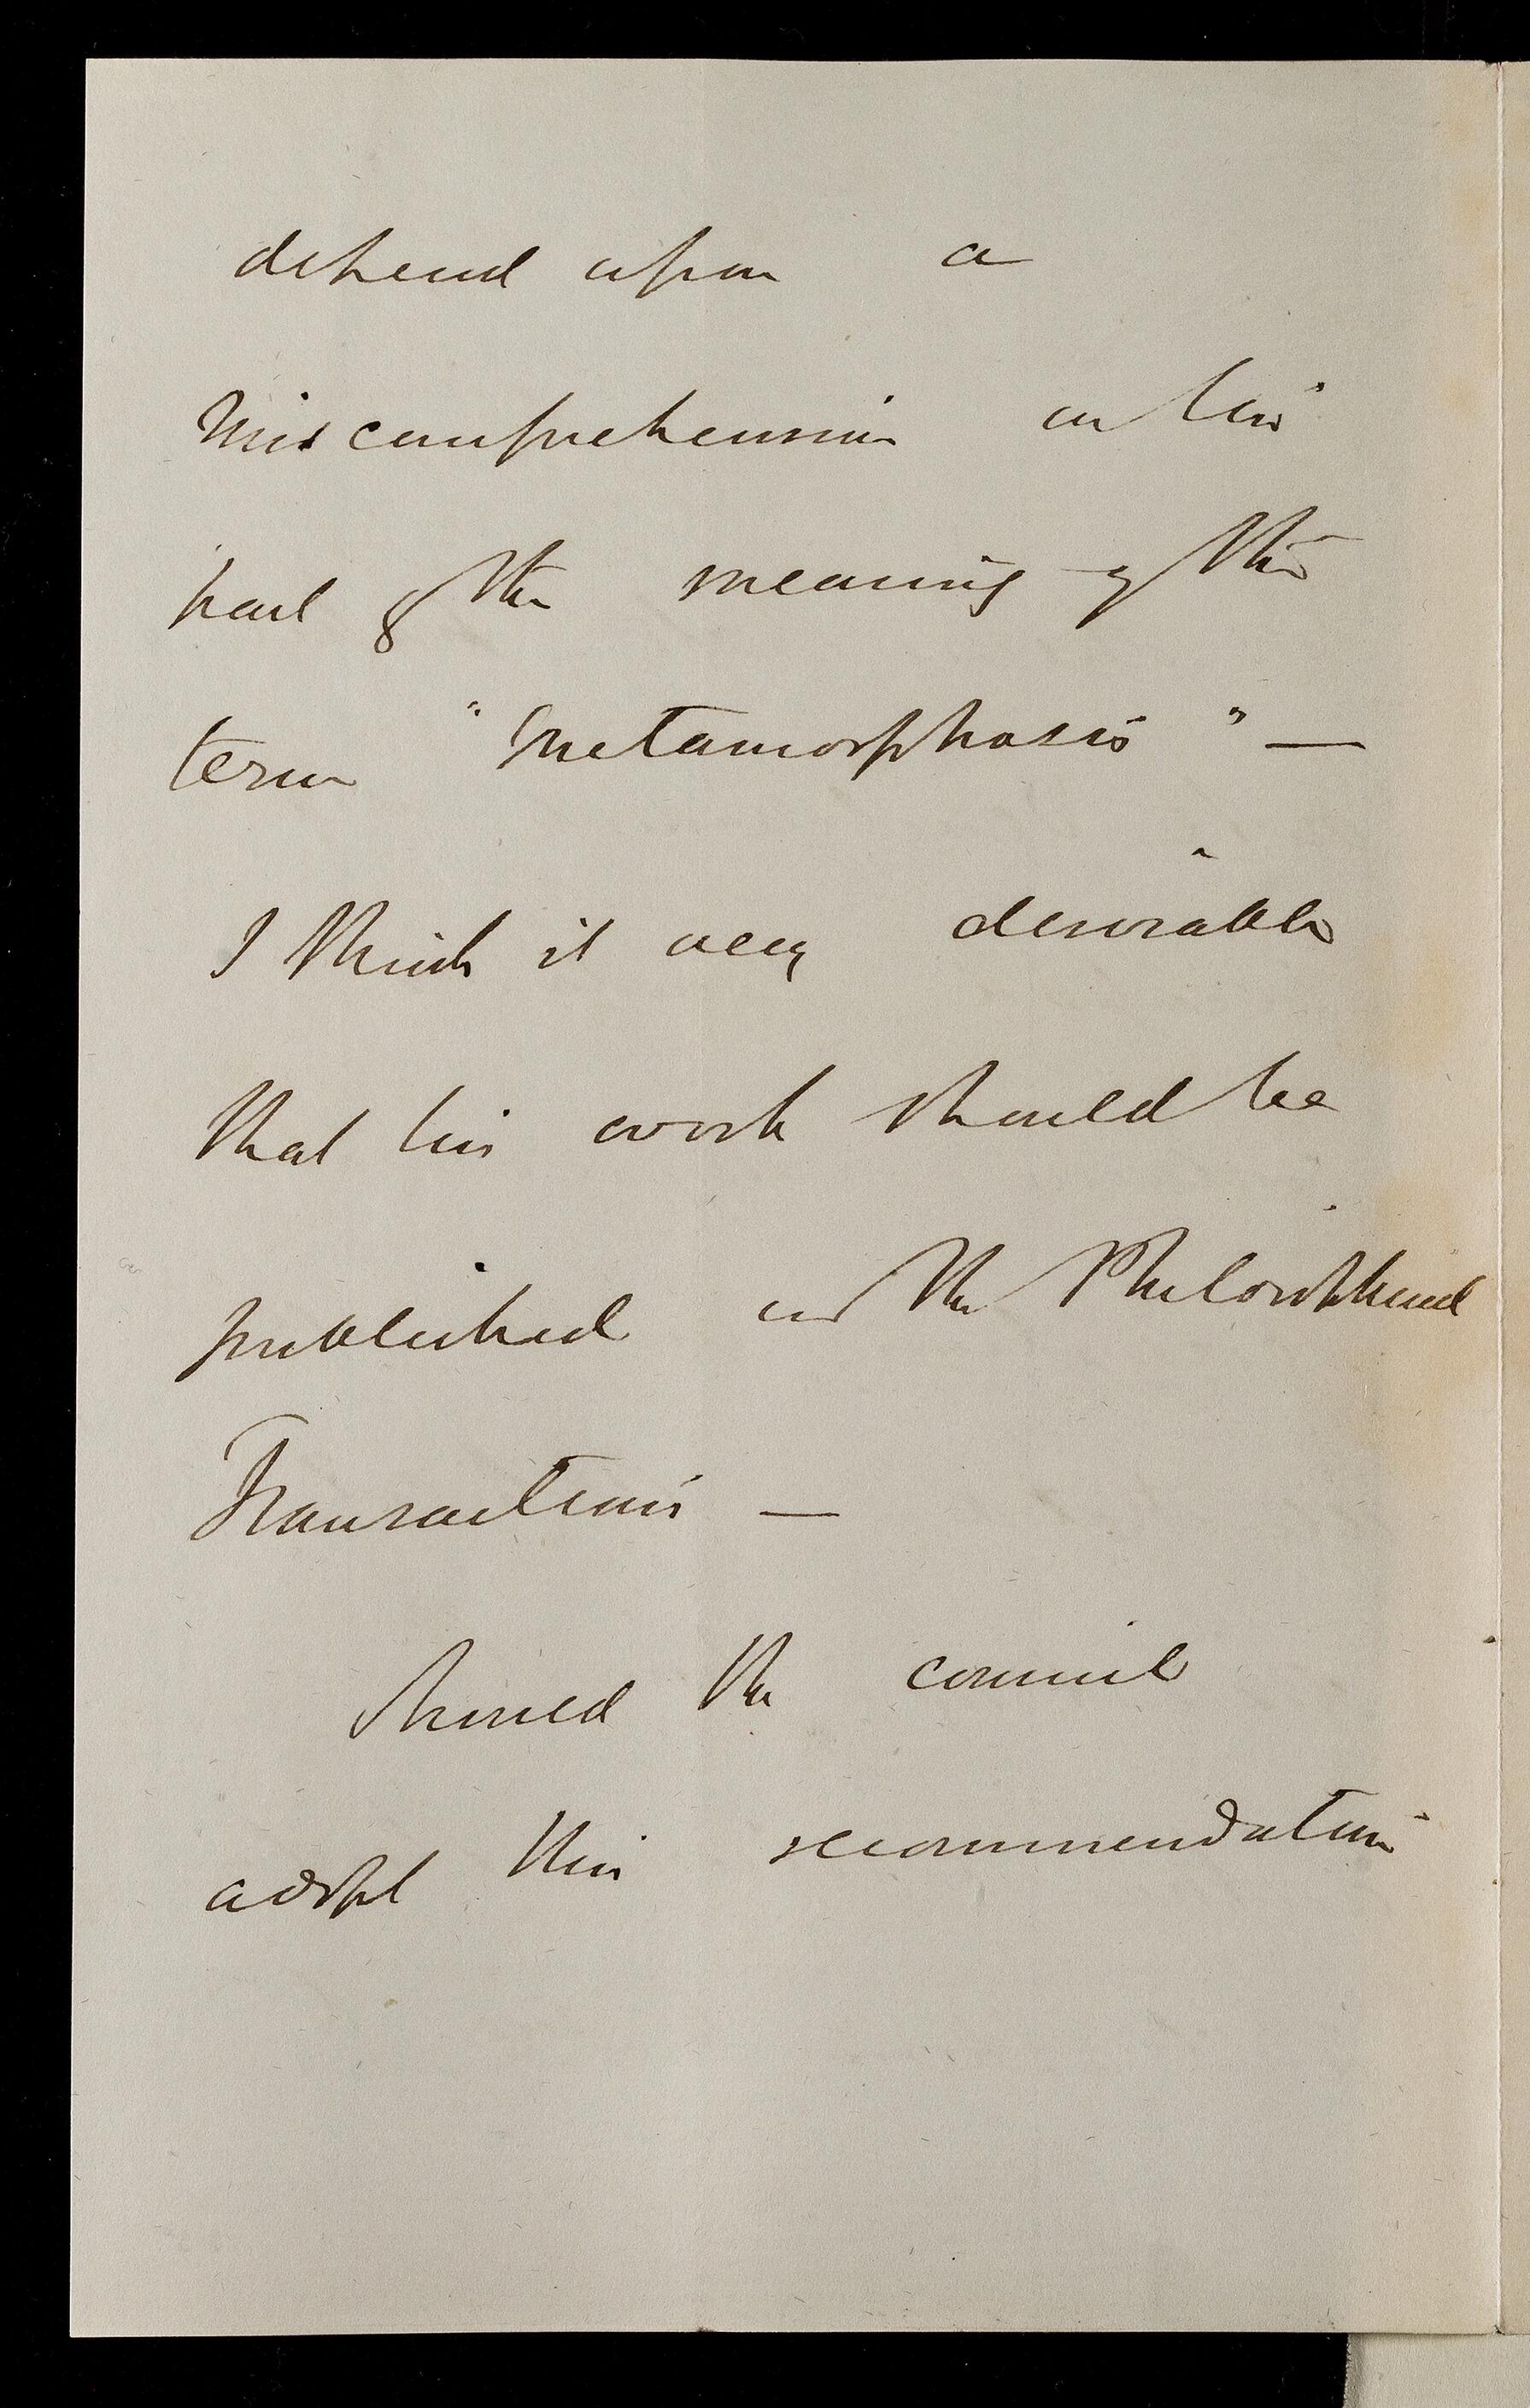 depend upon a
miscomprehension on his
part of the meaning of the
term "metamorphosis" —
I think it very desirable
that his work should be
published in the Philosophical
Transactions —
Should the council
adopt this recommendation